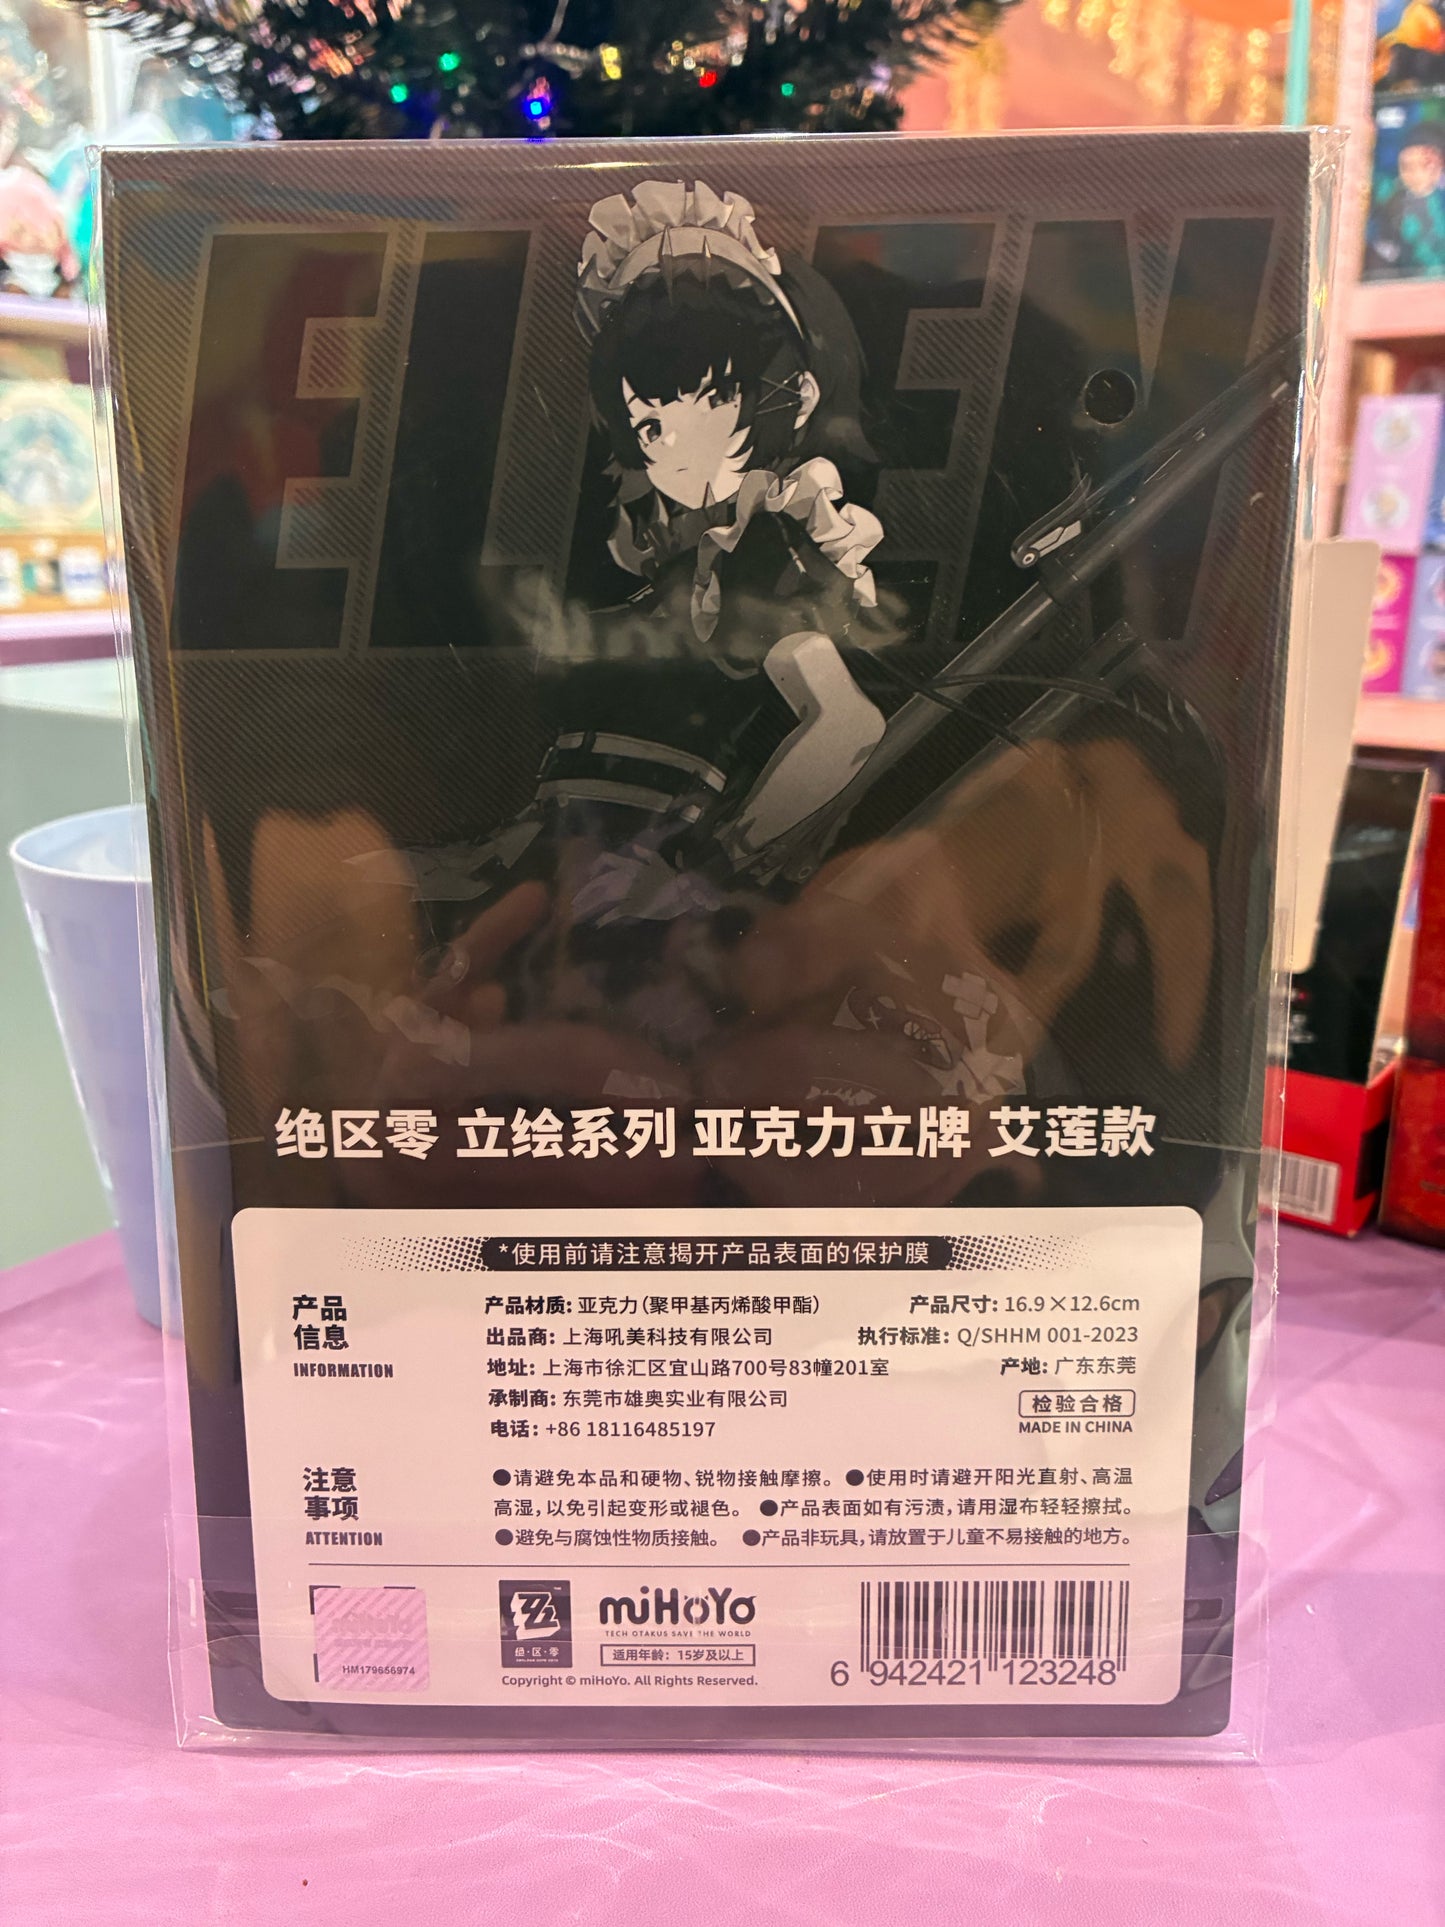 ELLEN
绝区零 立绘系列 亚克力立牌 艾莲款
*使用前请注意揭开产品表面的保护膜
产品
信息
INFORMATION
产品材质: 亚克力(聚甲基丙烯酸甲酯)
产品尺寸: 16.9×12.6cm
出品商: 上海吼美科技有限公司
执行标准: Q/SHHM 001-2023
地址: 上海市徐汇区宜山路700号83幢201室
产地: 广东东莞
承制商: 东莞市雄奥实业有限公司
检验合格
电话: +86 18116485197
MADE IN CHINA
注意
事项
ATTENTION
●请避免本品和硬物、锐物接触摩擦。 ●使用时请避开阳光直射、高温
高湿,以免引起变形或褪色。 ●产品表面如有污渍,请用湿布轻轻擦拭。
●避免与腐蚀性物质接触。 ●产品非玩具,请放置于儿童不易接触的地方。
HM179656974
绝·区·零
miHoYo
TECH OTAKUS SAVE THE WORLD
适用年龄: 15岁及以上
Copyright © miHoYo. All Rights Reserved.
6 942421 123248